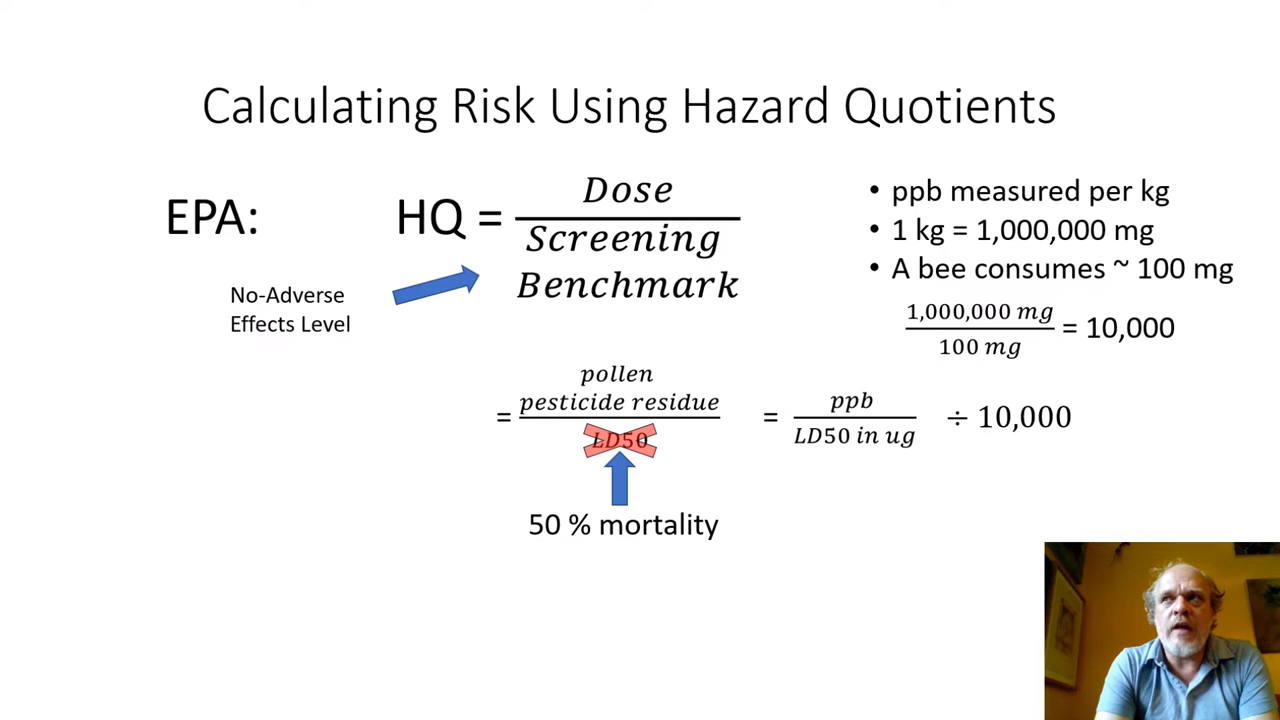 Calculating Risk Using Hazard Quotients
EPA:
HQ =
Dose
Screening
Benchmark
No-Adverse
Effects Level
• ppb measured per kg
• 1 kg = 1,000,000 mg
• A bee consumes ~ 100 mg
1,000,000 mg
100 mg
= 10,000
=
pollen
pesticide residue
LD50
=
ppb
LD50 in ug
÷ 10,000
50 % mortality